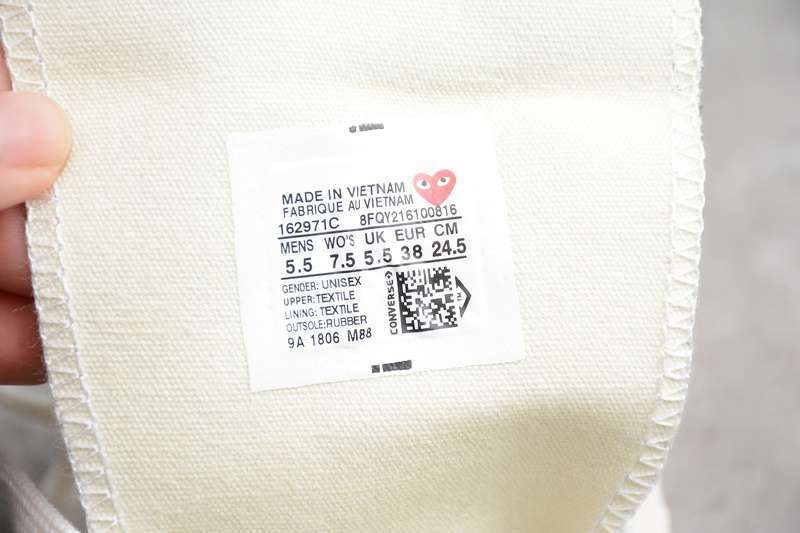 MADE IN VIETNAM
FABRIQUE AU VIETNAM
162971C 8FQY216100816
MENS WO'S UK EUR CM
5.5 7.5 5.5 38 24.5
GENDER: UNISEX
UPPER:TEXTILE
LINING: TEXTILE
OUTSOLE:RUBBER
9A 1806 M88
CONVERSE
TM